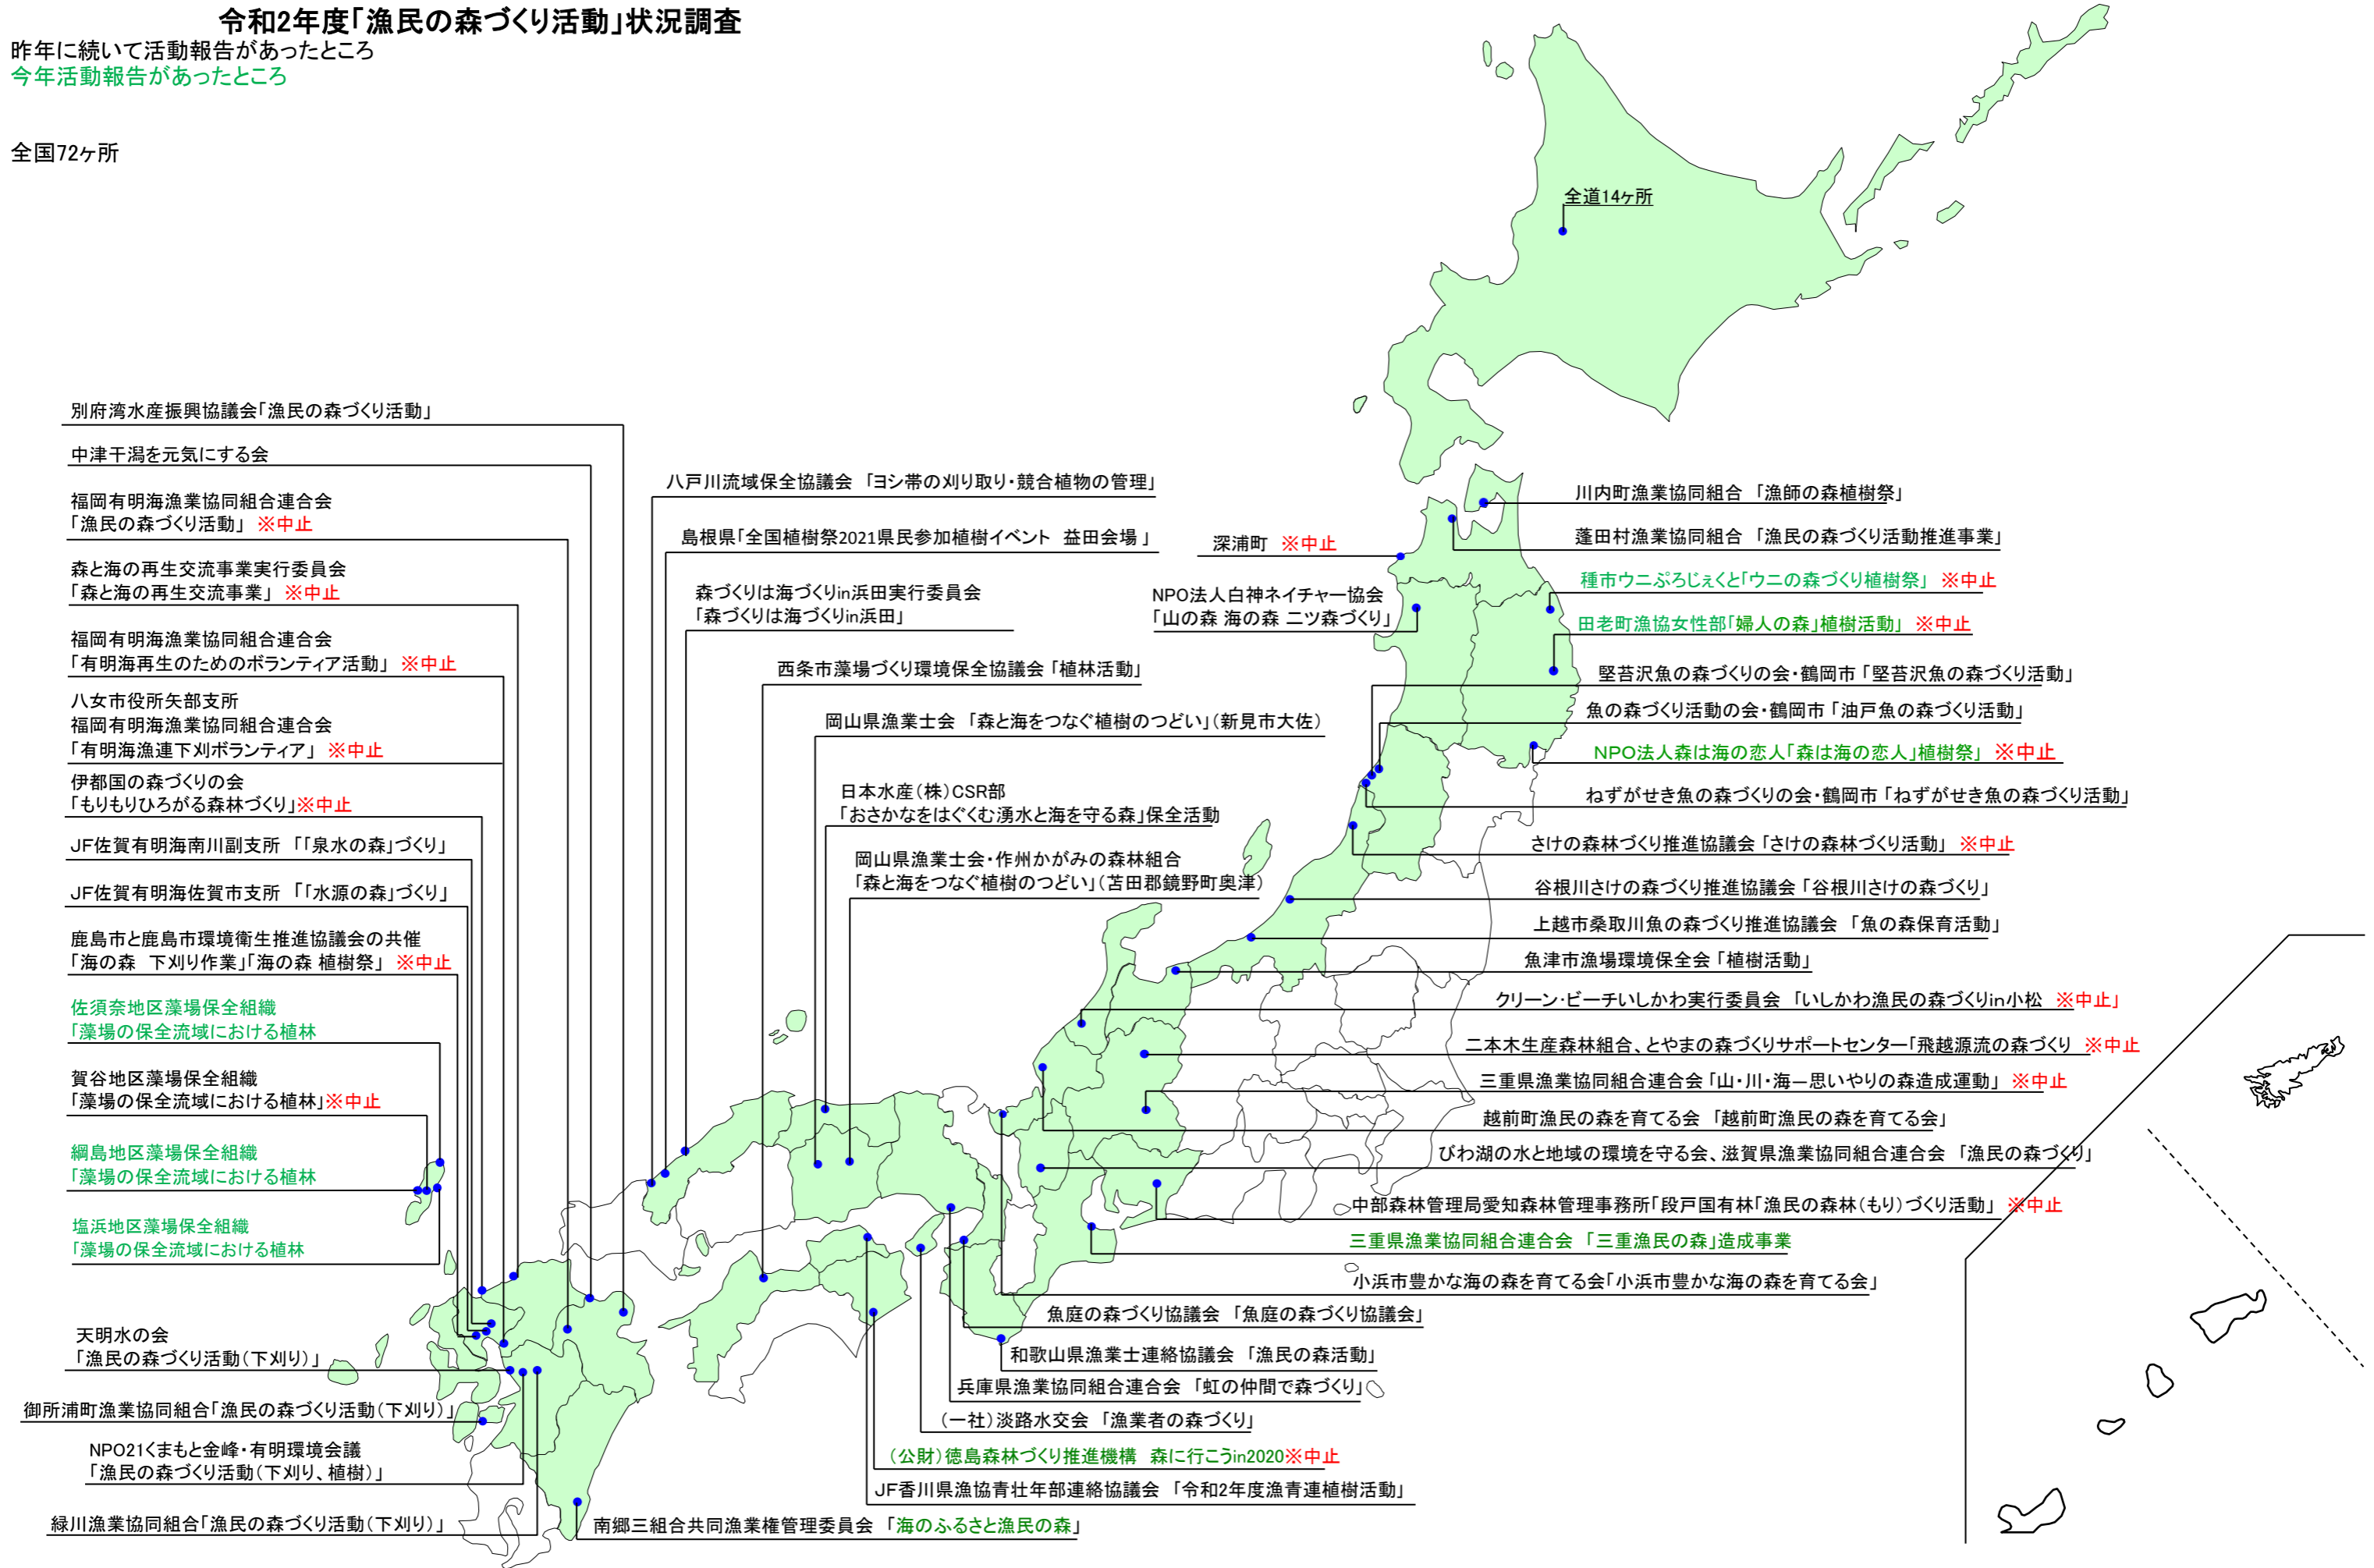 令和2年度「漁民の森づくり活動」状況調査
昨年に続いて活動報告があったところ
今年活動報告があったところ
全国72ヶ所
全道14ヶ所
別府湾水産振興協議会「漁民の森づくり活動」
中津干潟を元気にする会
福岡有明海漁業協同組合連合会
「漁民の森づくり活動」 ※中止
森と海の再生交流事業実行委員会
「森と海の再生交流事業」 ※中止
福岡有明海漁業協同組合連合会
「有明海再生のためのボランティア活動」 ※中止
八女市役所矢部支所
福岡有明海漁業協同組合連合会
「有明海漁連下刈ボランティア」 ※中止
伊都国の森づくりの会
「もりもりひろがる森林づくり」※中止
JF佐賀有明海南川副支所 「「泉水の森」づくり」
JF佐賀有明海佐賀市支所 「「水源の森」づくり」
鹿島市と鹿島市環境衛生推進協議会の共催
「海の森 下刈り作業」「海の森 植樹祭」 ※中止
佐須奈地区藻場保全組織
「藻場の保全流域における植林
賀谷地区藻場保全組織
「藻場の保全流域における植林」※中止
綱島地区藻場保全組織
「藻場の保全流域における植林
塩浜地区藻場保全組織
「藻場の保全流域における植林
天明水の会
「漁民の森づくり活動(下刈り)」
御所浦町漁業協同組合「漁民の森づくり活動(下刈り)」
NPO21くまもと金峰・有明環境会議
「漁民の森づくり活動(下刈り、植樹)」
緑川漁業協同組合「漁民の森づくり活動(下刈り)」
八戸川流域保全協議会 「ヨシ帯の刈り取り・競合植物の管理」
島根県「全国植樹祭2021県民参加植樹イベント 益田会場」
森づくりは海づくりin浜田実行委員会
「森づくりは海づくりin浜田」
西条市藻場づくり環境保全協議会「植林活動」
岡山県漁業士会 「森と海をつなぐ植樹のつどい」(新見市大佐)
日本水産(株)CSR部
「おさかなをはぐくむ湧水と海を守る森」保全活動
岡山県漁業士会・作州かがみの森林組合
「森と海をつなぐ植樹のつどい」(苫田郡鏡野町奥津)
深浦町 ※中止
NPO法人白神ネイチャー協会
「山の森 海の森 二ツ森づくり」
川内町漁業協同組合 「漁師の森植樹祭」
蓬田村漁業協同組合 「漁民の森づくり活動推進事業」
種市ウニぷろじぇくと「ウニの森づくり植樹祭」 ※中止
田老町漁協女性部「婦人の森」植樹活動」 ※中止
堅苔沢魚の森づくりの会・鶴岡市「堅苔沢魚の森づくり活動」
魚の森づくり活動の会・鶴岡市「油戸魚の森づくり活動」
NPO法人森は海の恋人「森は海の恋人」植樹祭」 ※中止
ねずがせき魚の森づくりの会・鶴岡市「ねずがせき魚の森づくり活動」
さけの森林づくり推進協議会「さけの森林づくり活動」 ※中止
谷根川さけの森づくり推進協議会「谷根川さけの森づくり」
上越市桑取川魚の森づくり推進協議会 「魚の森保育活動」
魚津市漁場環境保全会「植樹活動」
クリーン・ビーチいしかわ実行委員会 「いしかわ漁民の森づくりin小松 ※中止」
二本木生産森林組合、とやまの森づくりサポートセンター「飛越源流の森づくり ※中止
三重県漁業協同組合連合会「山・川・海ー思いやりの森造成運動」 ※中止
越前町漁民の森を育てる会 「越前町漁民の森を育てる会」
びわ湖の水と地域の環境を守る会、滋賀県漁業協同組合連合会 「漁民の森づくり」
中部森林管理局愛知森林管理事務所「段戸国有林「漁民の森林(もり)づくり活動」 ※中止
三重県漁業協同組合連合会 「三重漁民の森」造成事業
小浜市豊かな海の森を育てる会「小浜市豊かな海の森を育てる会」
魚庭の森づくり協議会 「魚庭の森づくり協議会」
和歌山県漁業士連絡協議会 「漁民の森活動」
兵庫県漁業協同組合連合会 「虹の仲間で森づくり」
(一社)淡路水交会 「漁業者の森づくり」
(公財)徳島森林づくり推進機構 森に行こうin2020※中止
JF香川県漁協青壮年部連絡協議会 「令和2年度漁青連植樹活動」
南郷三組合共同漁業権管理委員会 「海のふるさと漁民の森」